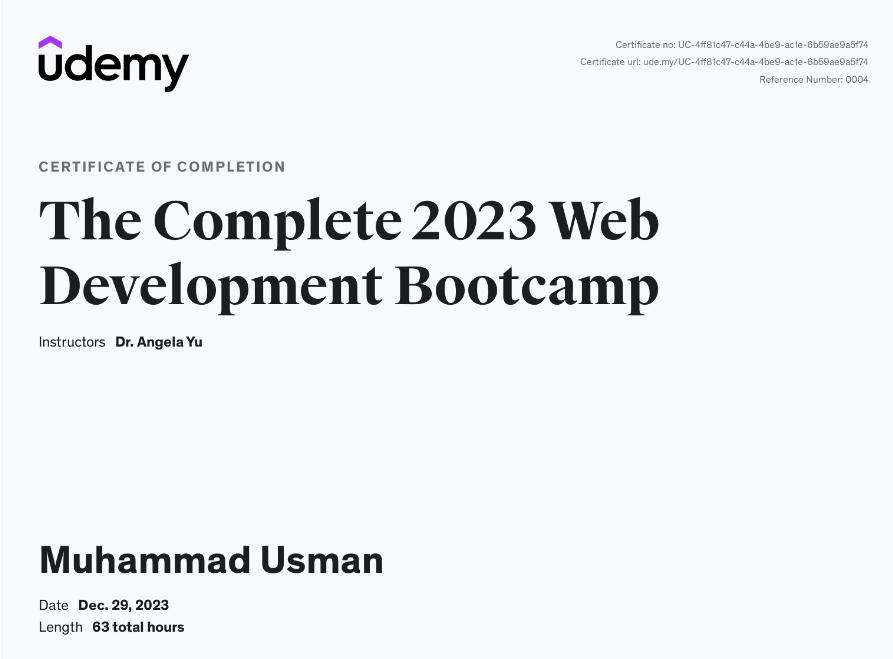 udemy
Certificate no: UC-4ff81c47-c44a-4be9-ac1e-6b59ae9a5f74
Certificate url: ude.my/UC-4ff81c47-c44a-4be9-ac1e-6b59ae9a5f74
Reference Number: 0004
CERTIFICATE OF COMPLETION
The Complete 2023 Web
Development Bootcamp
Instructors Dr. Angela Yu
Muhammad Usman
Date Dec. 29, 2023
Length 63 total hours